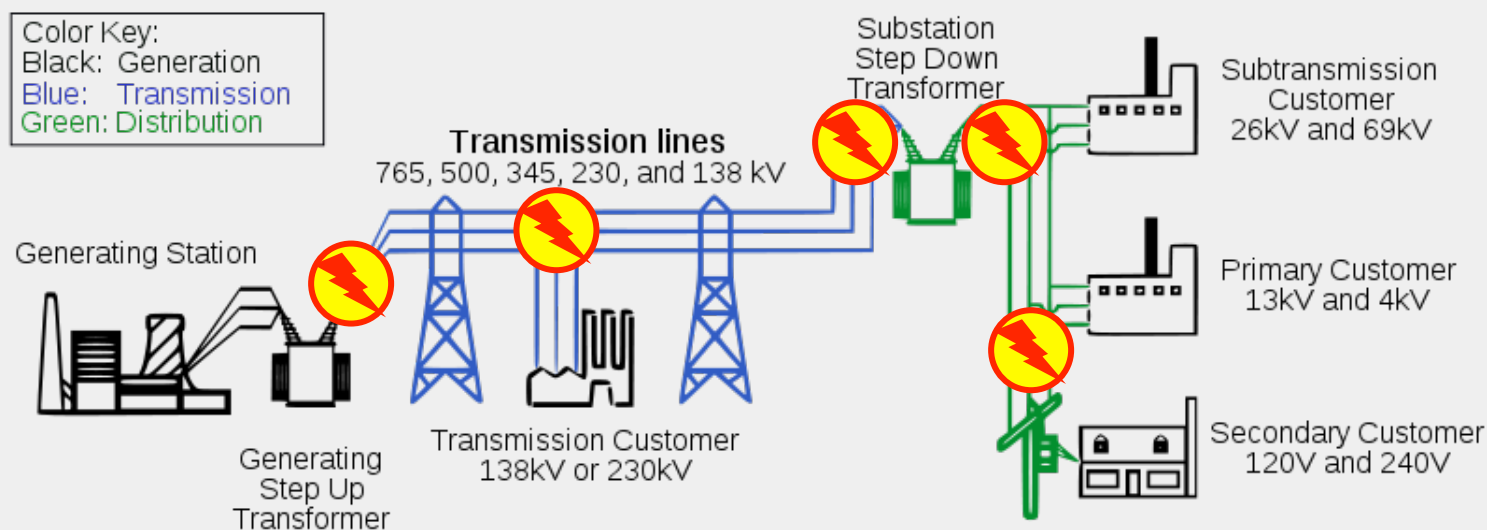 Color Key:
Black: Generation
Blue: Transmission
Green: Distribution
Substation
Step Down
Transformer
Subtransmission
Customer
26kV and 69kV
Transmission lines
765, 500, 345, 230, and 138 kV
Generating Station
Primary Customer
13kV and 4kV
Generating
Step Up
Transformer
Transmission Customer
138kV or 230kV
Secondary Customer
120V and 240V